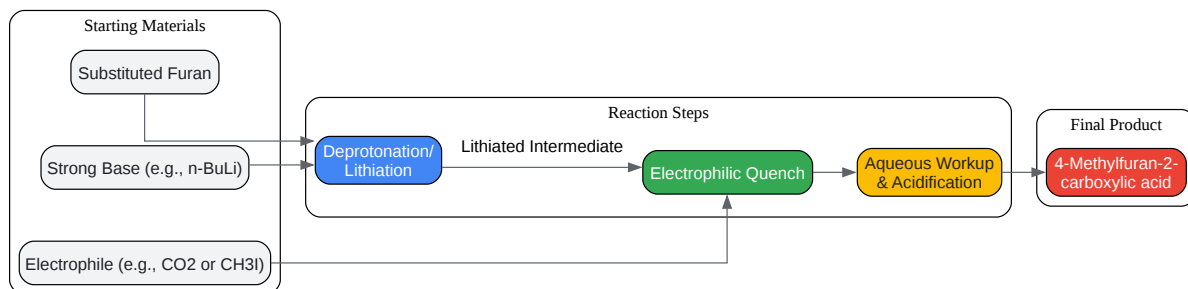 Starting Materials
Substituted Furan
Strong Base (e.g., n-BuLi)
Electrophile (e.g., CO2 or CH3I)
Reaction Steps
Deprotonation/
Lithiation
Lithiated Intermediate
Electrophilic Quench
Aqueous Workup
& Acidification
Final Product
4-Methylfuran-2-
carboxylic acid